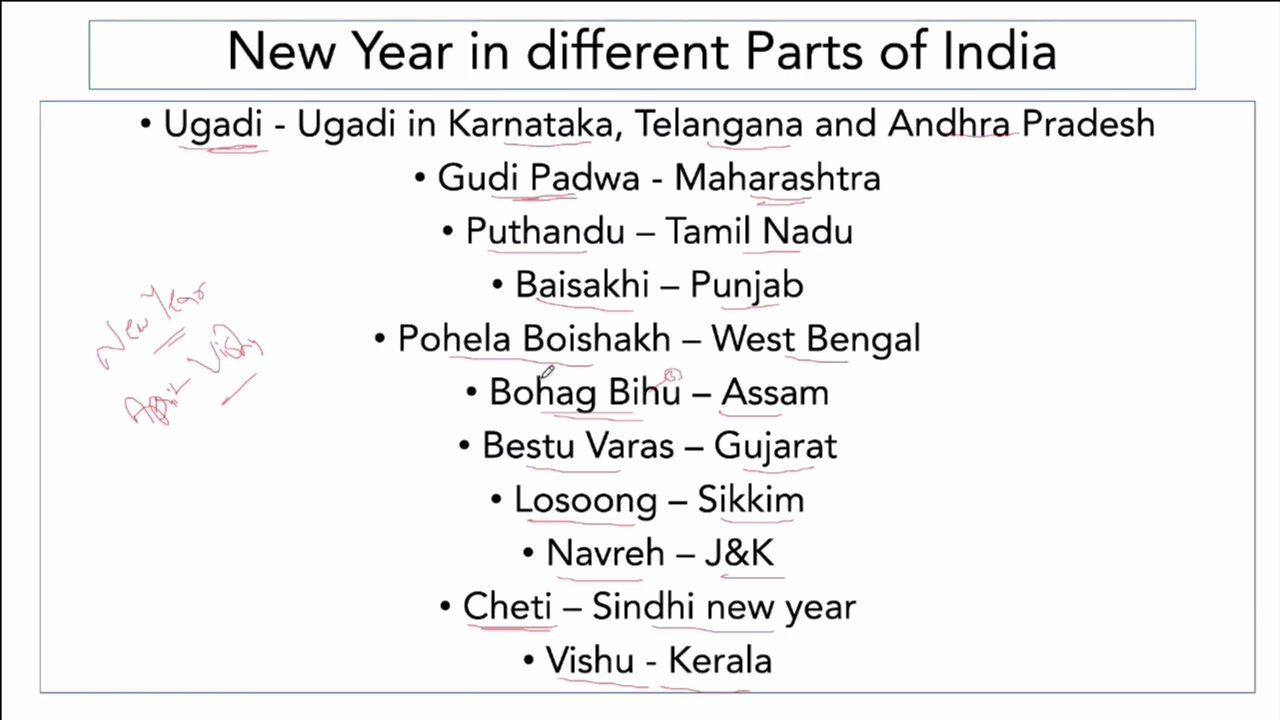 New Year in different Parts of India
• Ugadi - Ugadi in Karnataka, Telangana and Andhra Pradesh
• Gudi Padwa - Maharashtra
• Puthandu – Tamil Nadu
• Baisakhi – Punjab
• Pohela Boishakh – West Bengal
• Bohag Bihu – Assam
• Bestu Varas – Gujarat
• Losoong – Sikkim
• Navreh – J&K
• Cheti – Sindhi new year
• Vishu - Kerala
New Year
Vishu